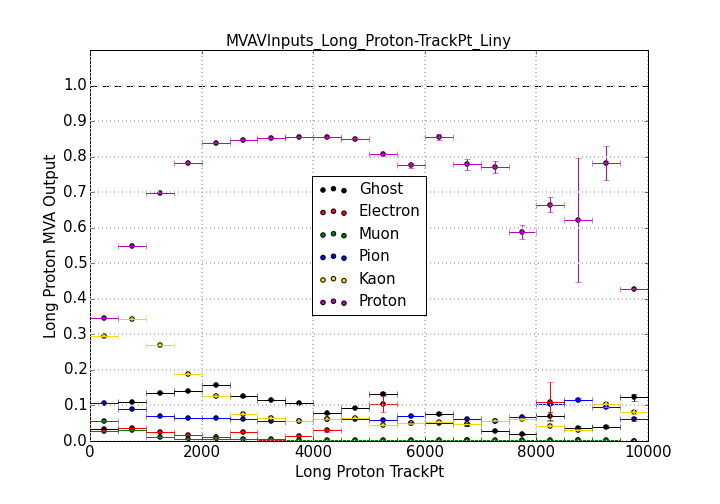 MVAVInputs_Long_Proton-TrackPt_Liny
1.0
0.9
0.8
0.7
0.6
0.5
0.4
0.3
0.2
0.1
0.0
Long Proton MVA Output
Ghost
Electron
Muon
Pion
Kaon
Proton
0 2000 4000 6000 8000 10000
Long Proton TrackPt